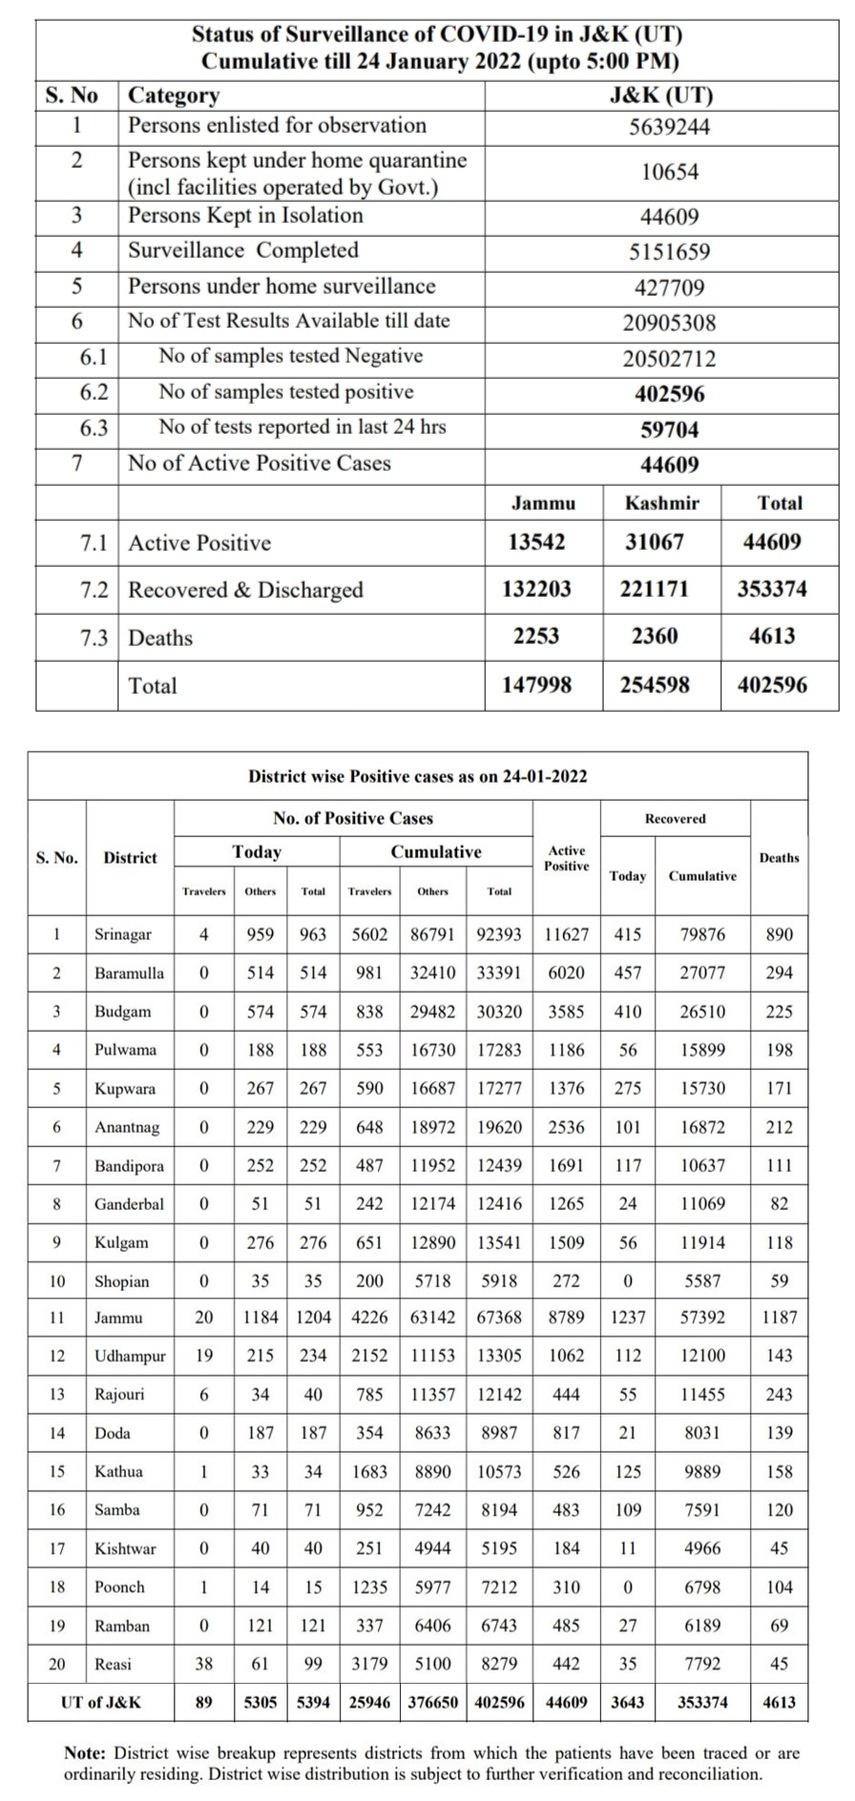 Status of Surveillance of COVID-19 in J&K (UT)
Cumulative till 24 January 2022 (upto 5:00 PM)
S. No Category J&K (UT)
1 Persons enlisted for observation 5639244
2 Persons kept under home quarantine
(incl facilities operated by Govt.) 10654
3 Persons Kept in Isolation 44609
4 Surveillance Completed 5151659
5 Persons under home surveillance 427709
6 No of Test Results Available till date 20905308
6.1 No of samples tested Negative 20502712
6.2 No of samples tested positive 402596
6.3 No of tests reported in last 24 hrs 59704
7 No of Active Positive Cases 44609
Jammu Kashmir Total
7.1 Active Positive 13542 31067 44609
7.2 Recovered & Discharged 132203 221171 353374
7.3 Deaths 2253 2360 4613
Total 147998 254598 402596
District wise Positive cases as on 24-01-2022
S. No. District No. of Positive Cases Active Positive Recovered Deaths
Today Cumulative Today Cumulative
Travelers Others Total Travelers Others Total
1 Srinagar 4 959 963 5602 86791 92393 11627 415 79876 890
2 Baramulla 0 514 514 981 32410 33391 6020 457 27077 294
3 Budgam 0 574 574 838 29482 30320 3585 410 26510 225
4 Pulwama 0 188 188 553 16730 17283 1186 56 15899 198
5 Kupwara 0 267 267 590 16687 17277 1376 275 15730 171
6 Anantnag 0 229 229 648 18972 19620 2536 101 16872 212
7 Bandipora 0 252 252 487 11952 12439 1691 117 10637 111
8 Ganderbal 0 51 51 242 12174 12416 1265 24 11069 82
9 Kulgam 0 276 276 651 12890 13541 1509 56 11914 118
10 Shopian 0 35 35 200 5718 5918 272 0 5587 59
11 Jammu 20 1184 1204 4226 63142 67368 8789 1237 57392 1187
12 Udhampur 19 215 234 2152 11153 13305 1062 112 12100 143
13 Rajouri 6 34 40 785 11357 12142 444 55 11455 243
14 Doda 0 187 187 354 8633 8987 817 21 8031 139
15 Kathua 1 33 34 1683 8890 10573 526 125 9889 158
16 Samba 0 71 71 952 7242 8194 483 109 7591 120
17 Kishtwar 0 40 40 251 4944 5195 184 11 4966 45
18 Poonch 1 14 15 1235 5977 7212 310 0 6798 104
19 Ramban 0 121 121 337 6406 6743 485 27 6189 69
20 Reasi 38 61 99 3179 5100 8279 442 35 7792 45
UT of J&K 89 5305 5394 25946 376650 402596 44609 3643 353374 4613
Note: District wise breakup represents districts from which the patients have been traced or are
ordinarily residing. District wise distribution is subject to further verification and reconciliation.